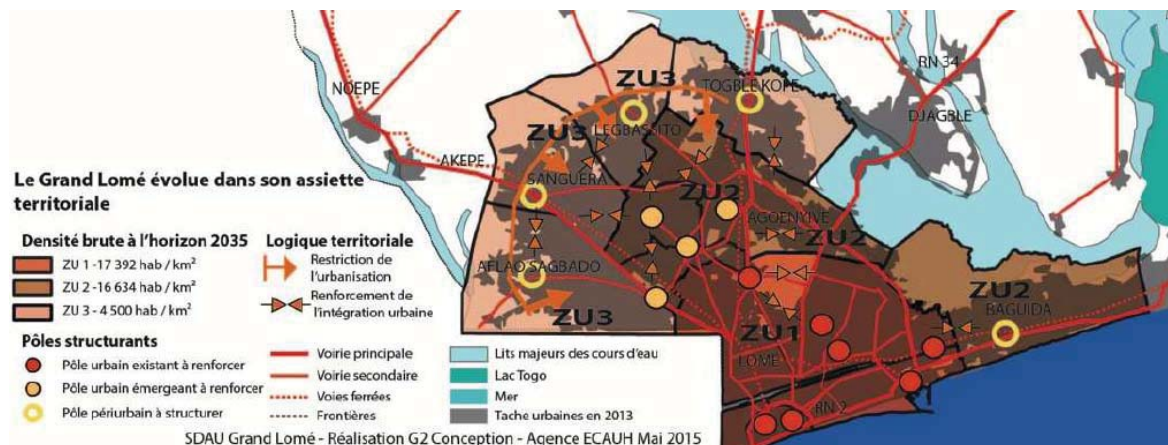 NOEPE
AKEPE
ZU3
TOGBLE KOPE
RN 34
DJAGBLE
LEGBASSITO
ZU3
SANGUERA
ZU2
AGOENYIVE
ZU2
AFLAO SAGBADO
ZU3
ZU1
LOME
ZU2
BAGUIDA
RN 2
Le Grand Lomé évolue dans son assiette
territoriale
Densité brute à l'horizon 2035
ZU 1 -17 392 hab / km²
ZU 2 -16 634 hab / km²
ZU 3 - 4 500 hab / km²
Logique territoriale
Restriction de
l'urbanisation
Renforcement de
l'intégration urbaine
Pôles structurants
Pôle urbain existant à renforcer
Pôle urbain émergeant à renforcer
Pôle périurbain à structurer
Voirie principale
Voirie secondaire
Voies ferrées
Frontières
Lits majeurs des cours d'eau
Lac Togo
Mer
Tache urbaines en 2013
SDAU Grand Lomé - Réalisation G2 Conception - Agence ECAUH Mai 2015